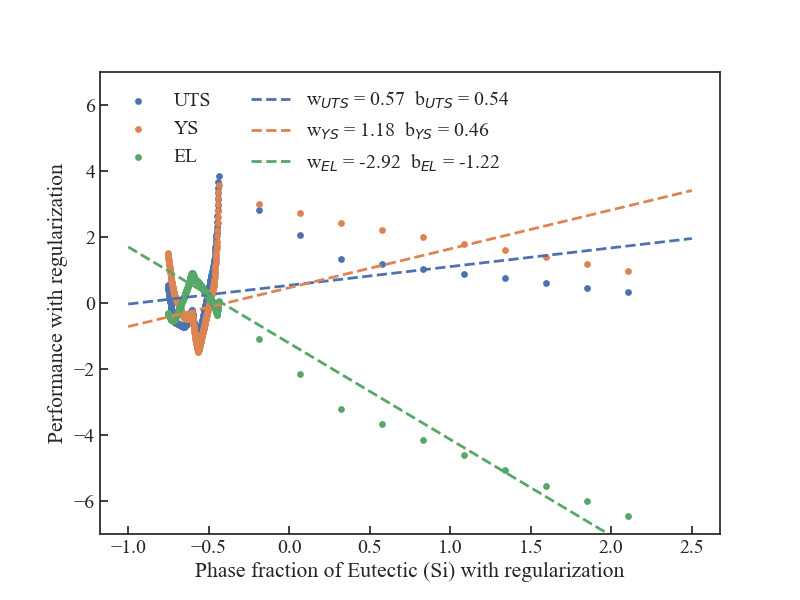 UTS
YS
EL
w_UTS = 0.57 b_UTS = 0.54
w_YS = 1.18 b_YS = 0.46
w_EL = -2.92 b_EL = -1.22
6
4
2
0
−2
−4
−6
Performance with regularization
−1.0 −0.5 0.0 0.5 1.0 1.5 2.0 2.5
Phase fraction of Eutectic (Si) with regularization